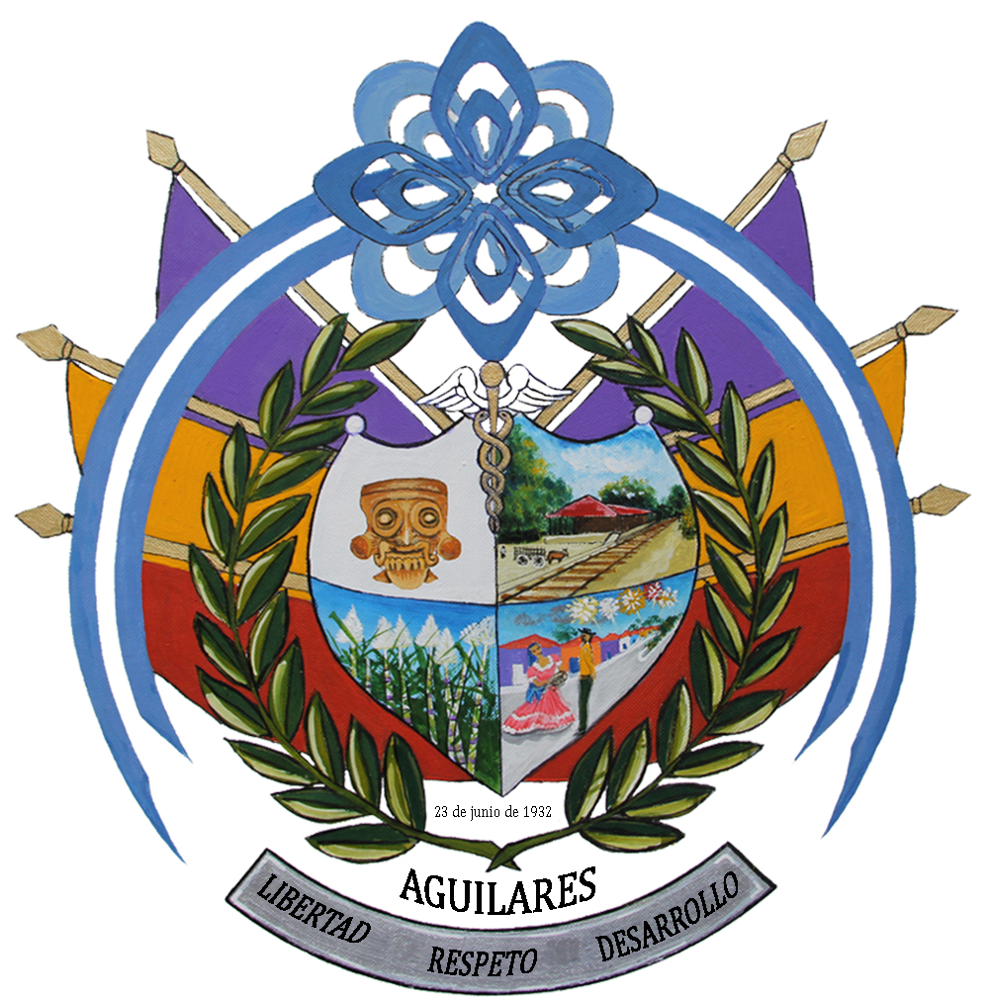 23 de junio de 1932
AGUILARES
LIBERTAD RESPETO DESARROLLO